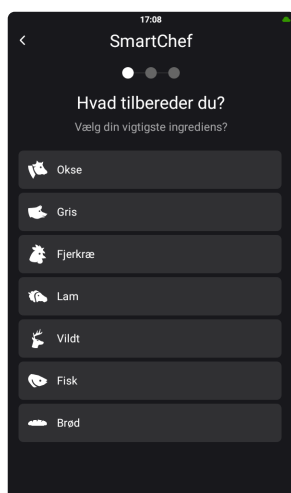 17:08
SmartChef
Hvad tilbereder du?
Vælg din vigtigste ingrediens?
Okse
Gris
Fjerkræ
Lam
Vildt
Fisk
Brød